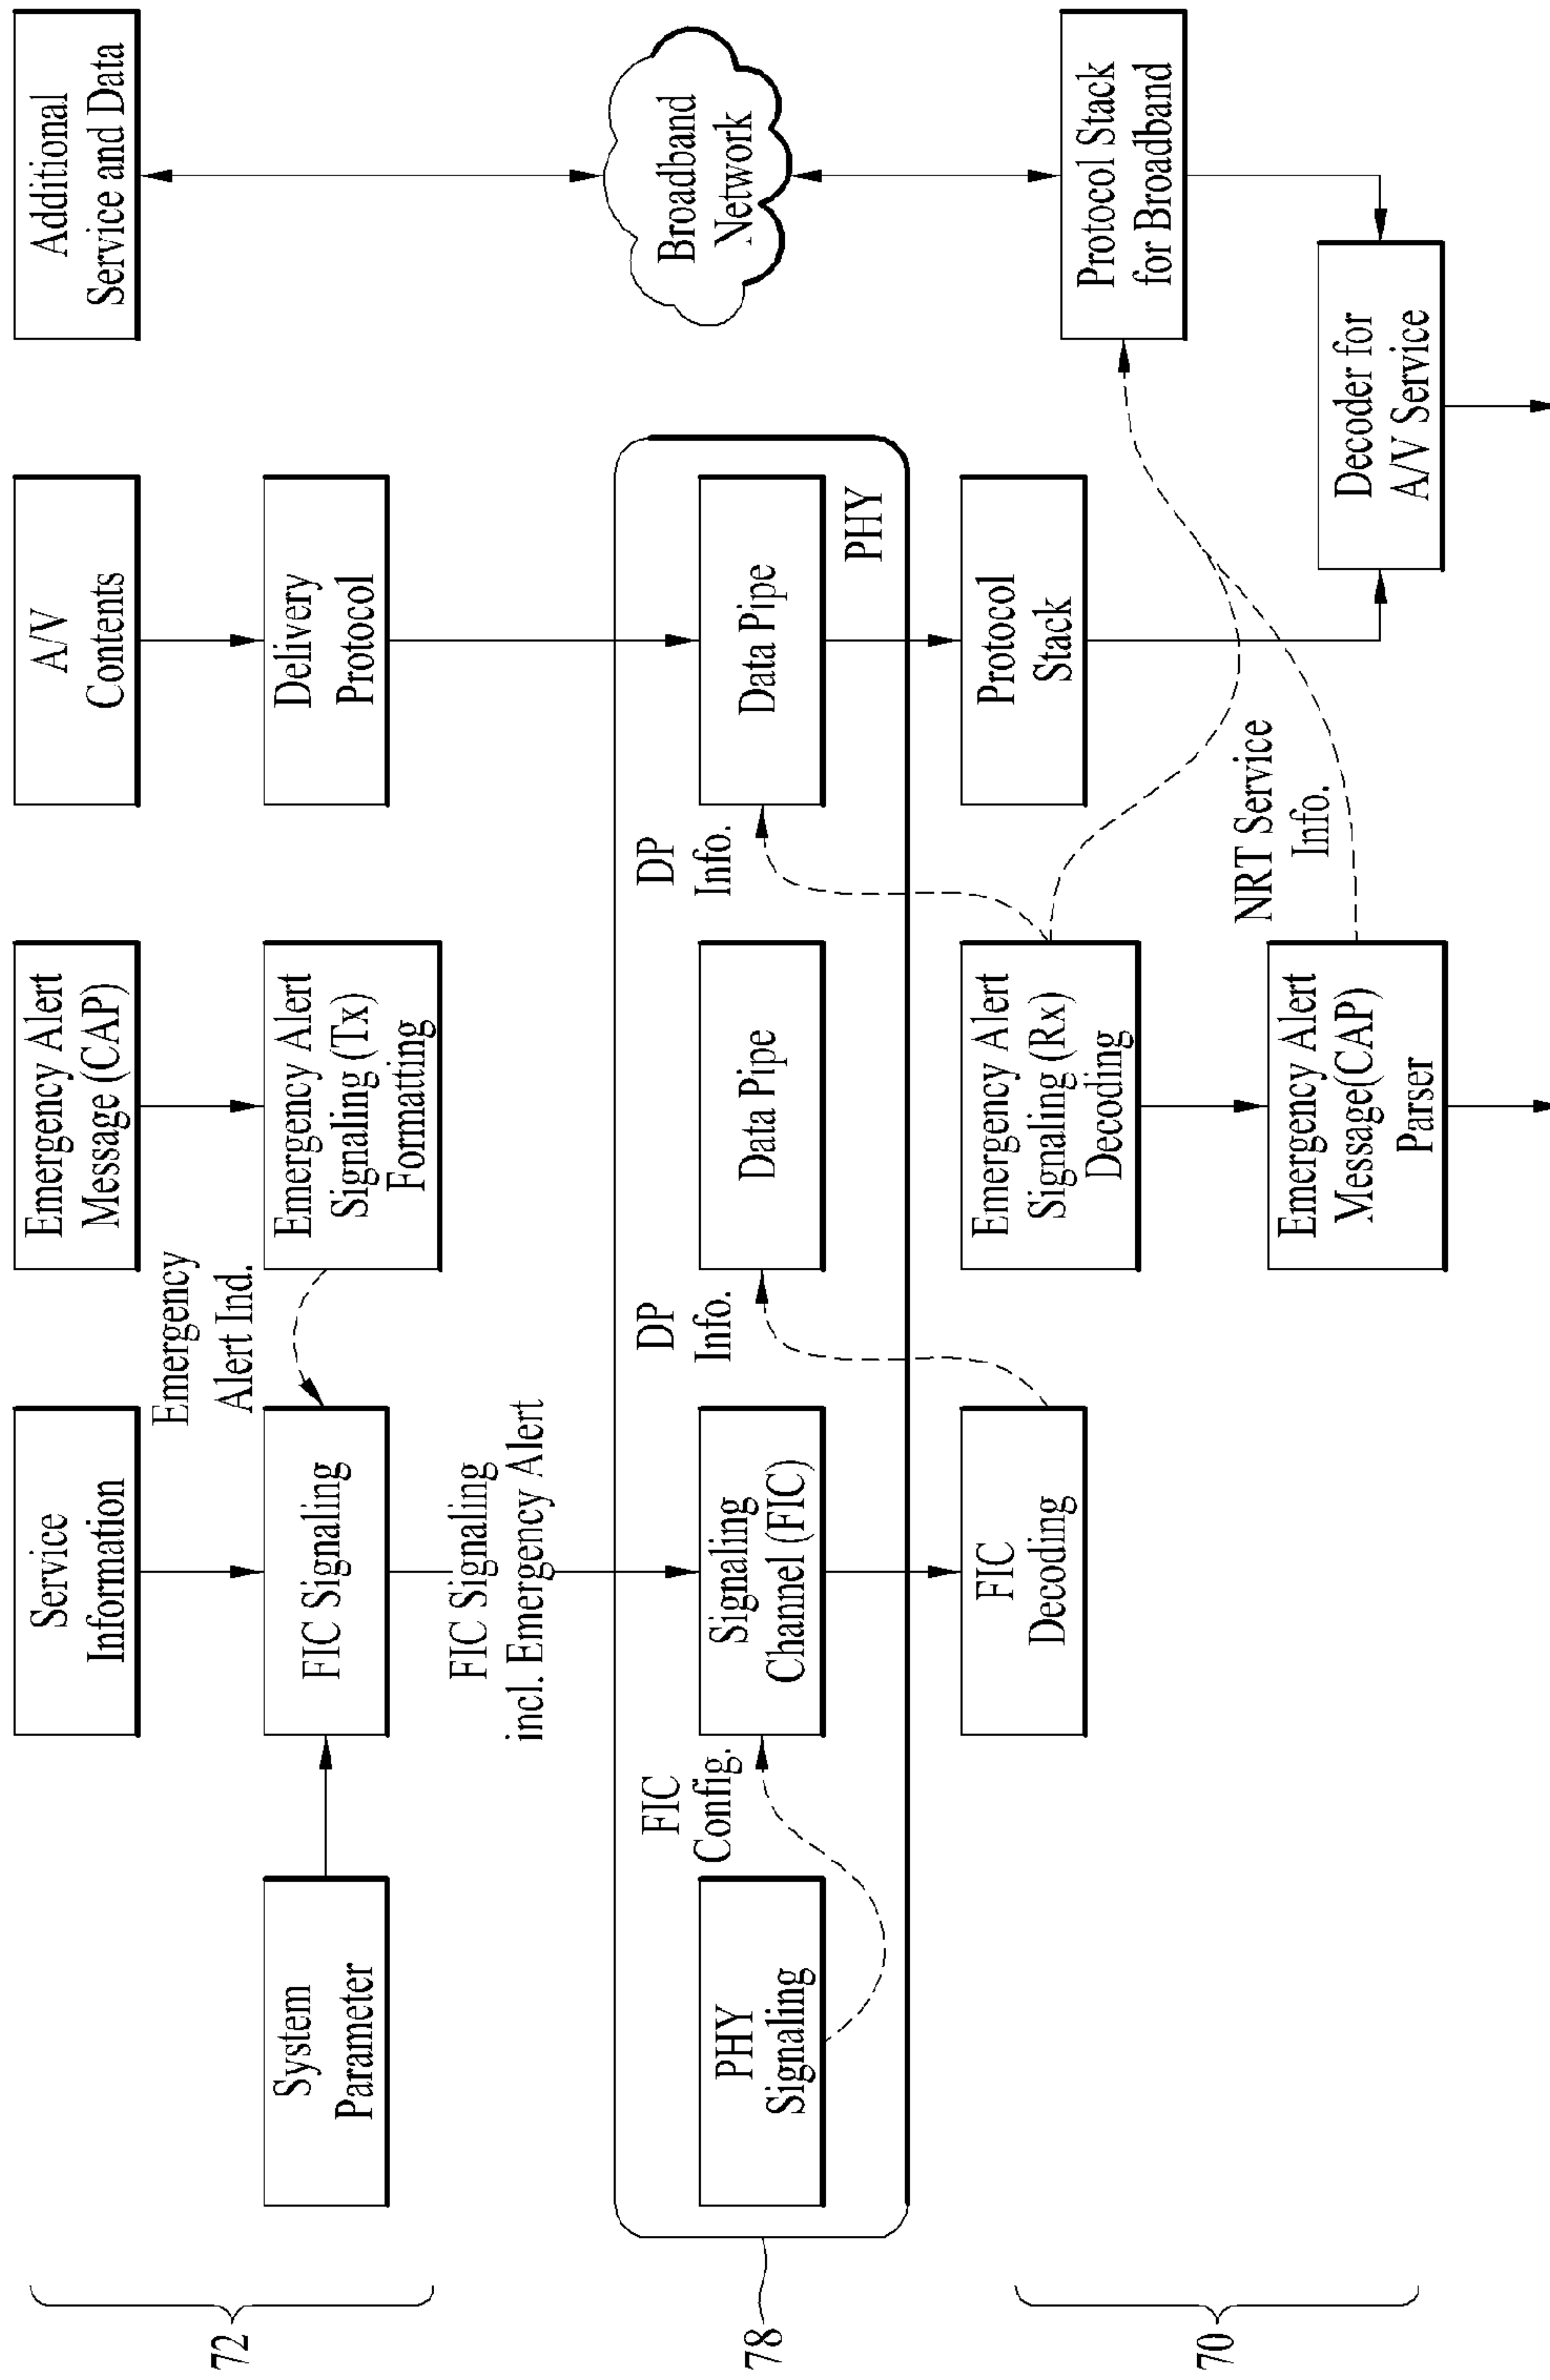 72
Service
Information
Emergency Alert
Message (CAP)
A/V
Contents
Additional
Service and Data
Emergency
Alert Ind.
System
Parameter
FIC Signaling
Emergency Alert
Signaling (Tx)
Formatting
Delivery
Protocol
FIC Signaling
incl. Emergency Alert
78
PHY
Signaling
FIC
Config.
Signaling
Channel (FIC)
DP
Info.
Data Pipe
DP
Info.
Data Pipe
PHY
Broadband
Network
70
FIC
Decoding
Emergency Alert
Signaling (Rx)
Decoding
Protocol
Stack
Protocol Stack
for Broadband
NRT Service
Info.
Emergency Alert
Message(CAP)
Parser
Decoder for
A/V Service